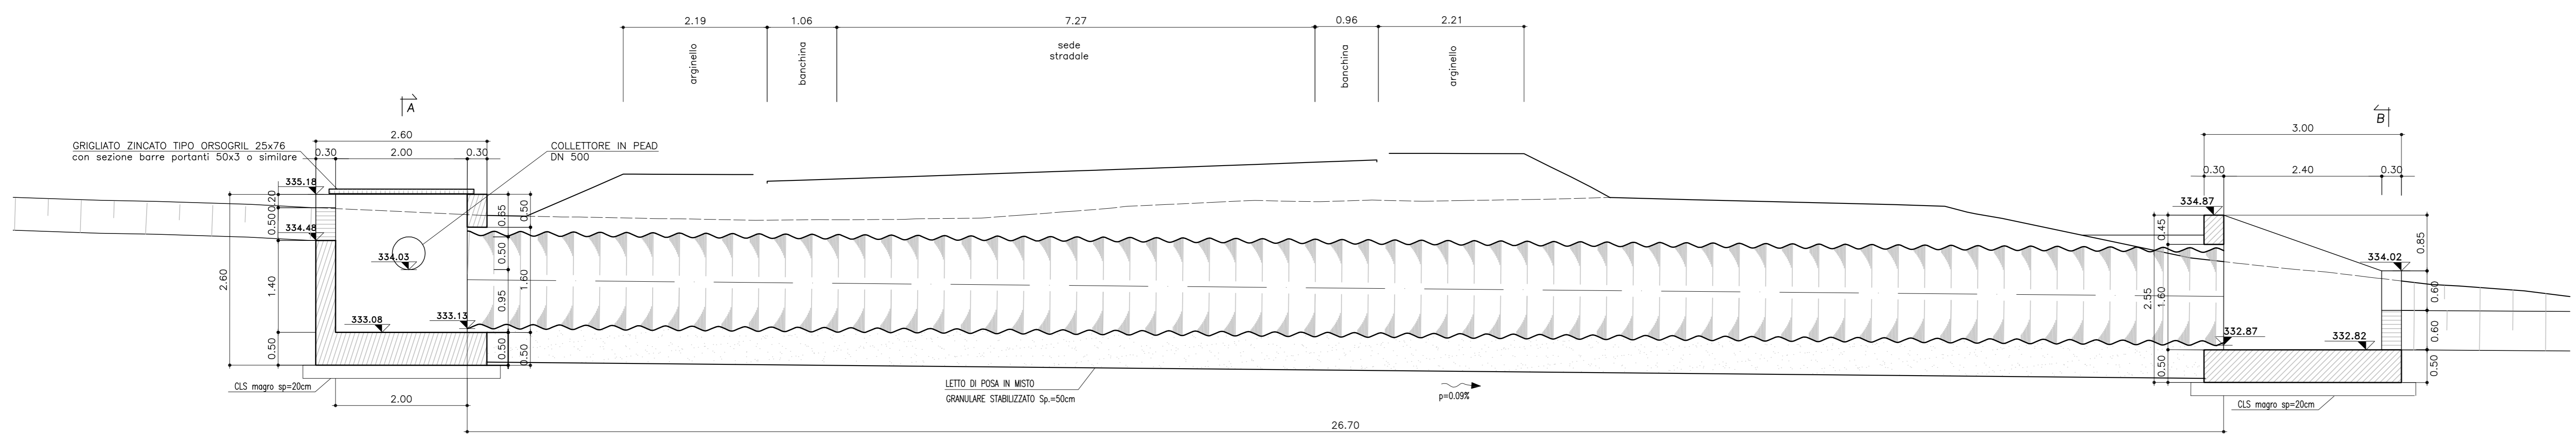 2.19
1.06
7.27
0.96
2.21
arginello
banchina
sede
stradale
banchina
arginello
A
B
GRIGLIATO ZINCATO TIPO ORSOGRIL 25x76
con sezione barre portanti 50x3 o similare
COLLETTORE IN PEAD
DN 500
2.60
0.30
2.00
0.30
3.00
0.30
2.40
0.30
335.18
334.48
334.03
333.08
333.13
334.87
334.02
332.87
332.82
2.60
0.20
0.50
1.40
0.50
0.65
0.50
0.95
0.50
0.50
1.60
0.50
2.55
0.45
1.60
0.50
0.85
0.60
0.60
0.50
CLS magro sp=20cm
2.00
LETTO DI POSA IN MISTO
GRANULARE STABILIZZATO Sp.=50cm
p=0.09%
CLS magro sp=20cm
26.70